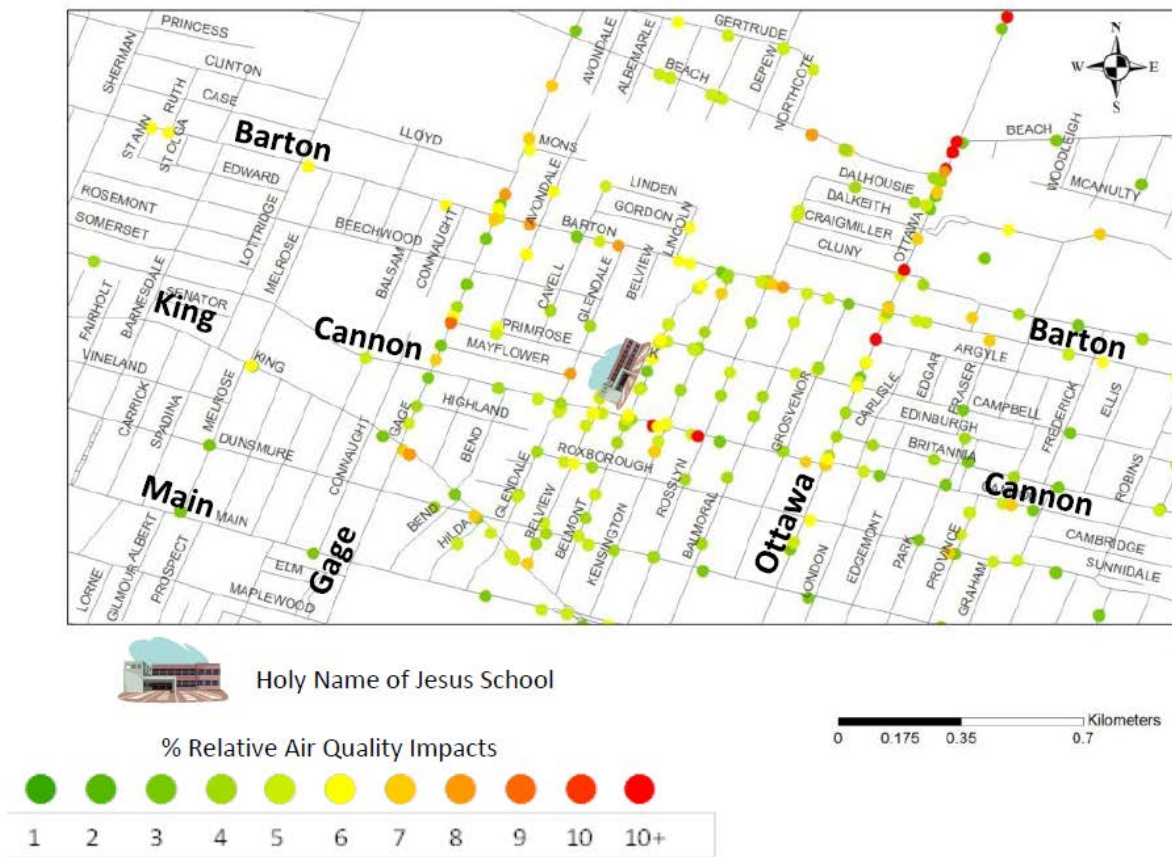 PRINCESS
GERTRUDE
N
SHERMAN
CLINTON
AVONDALE
ALBEMARLE
BEACH
DEPEW
W
E
RUTH
CASE
NORTHCOTE
S
ST ANN
ST OLGA
Barton
LLOYD
MONS
BEACH
WOODLEIGH
EDWARD
AVONDALE
LINDEN
DALHOUSIE
MCANULTY
ROSEMONT
GORDON
LINCOLN
DALKEITH
SOMERSET
LOTTRIDGE
BEECHWOOD
CONNAUGHT
BARTON
CRAIGMILLER
OTTAWA
MELROSE
BALSAM
CLUNY
BARNESDALE
SENATOR
CAVELL
GLENDALE
BELVIEW
FAIRHOLT
King
Cannon
PRIMROSE
Barton
MAYFLOWER
ARGYLE
VINELAND
KING
EDGAR
FRASER
ELLIS
CARRICK
SPADINA
MELROSE
GAGE
HIGHLAND
GROSVENOR
CARLISLE
CAMPBELL
FREDERICK
DUNSMURE
CONNAUGHT
BEND
EDINBURGH
ROXBOROUGH
BRITANNIA
ROBINS
Main
GLENDALE
ROSSLYN
Cannon
MAIN
BEND
HILDA
BELVIEW
BELMONT
KENSINGTON
BALMORAL
Ottawa
CAMBRIDGE
ALBERT
Gage
EDGEMONT
PARK
PROVINCE
SUNNIDALE
LORNE
GILMOUR
PROSPECT
ELM
MAPLEWOOD
LONDON
GRAHAM
Holy Name of Jesus School
Kilometers
0 0.175 0.35 0.7
% Relative Air Quality Impacts
1 2 3 4 5 6 7 8 9 10 10+